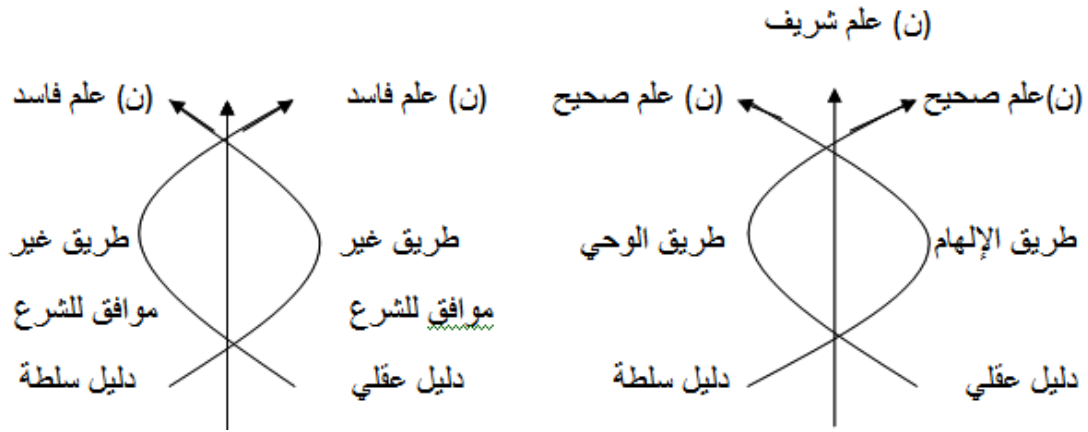 (ن) علم شريف
(ن)علم صحيح
(ن) علم صحيح
طريق الإلهام
طريق الوحي
دليل عقلي
دليل سلطة
(ن) علم فاسد
(ن) علم فاسد
طريق غير
موافق للشرع
طريق غير
موافق للشرع
دليل عقلي
دليل سلطة